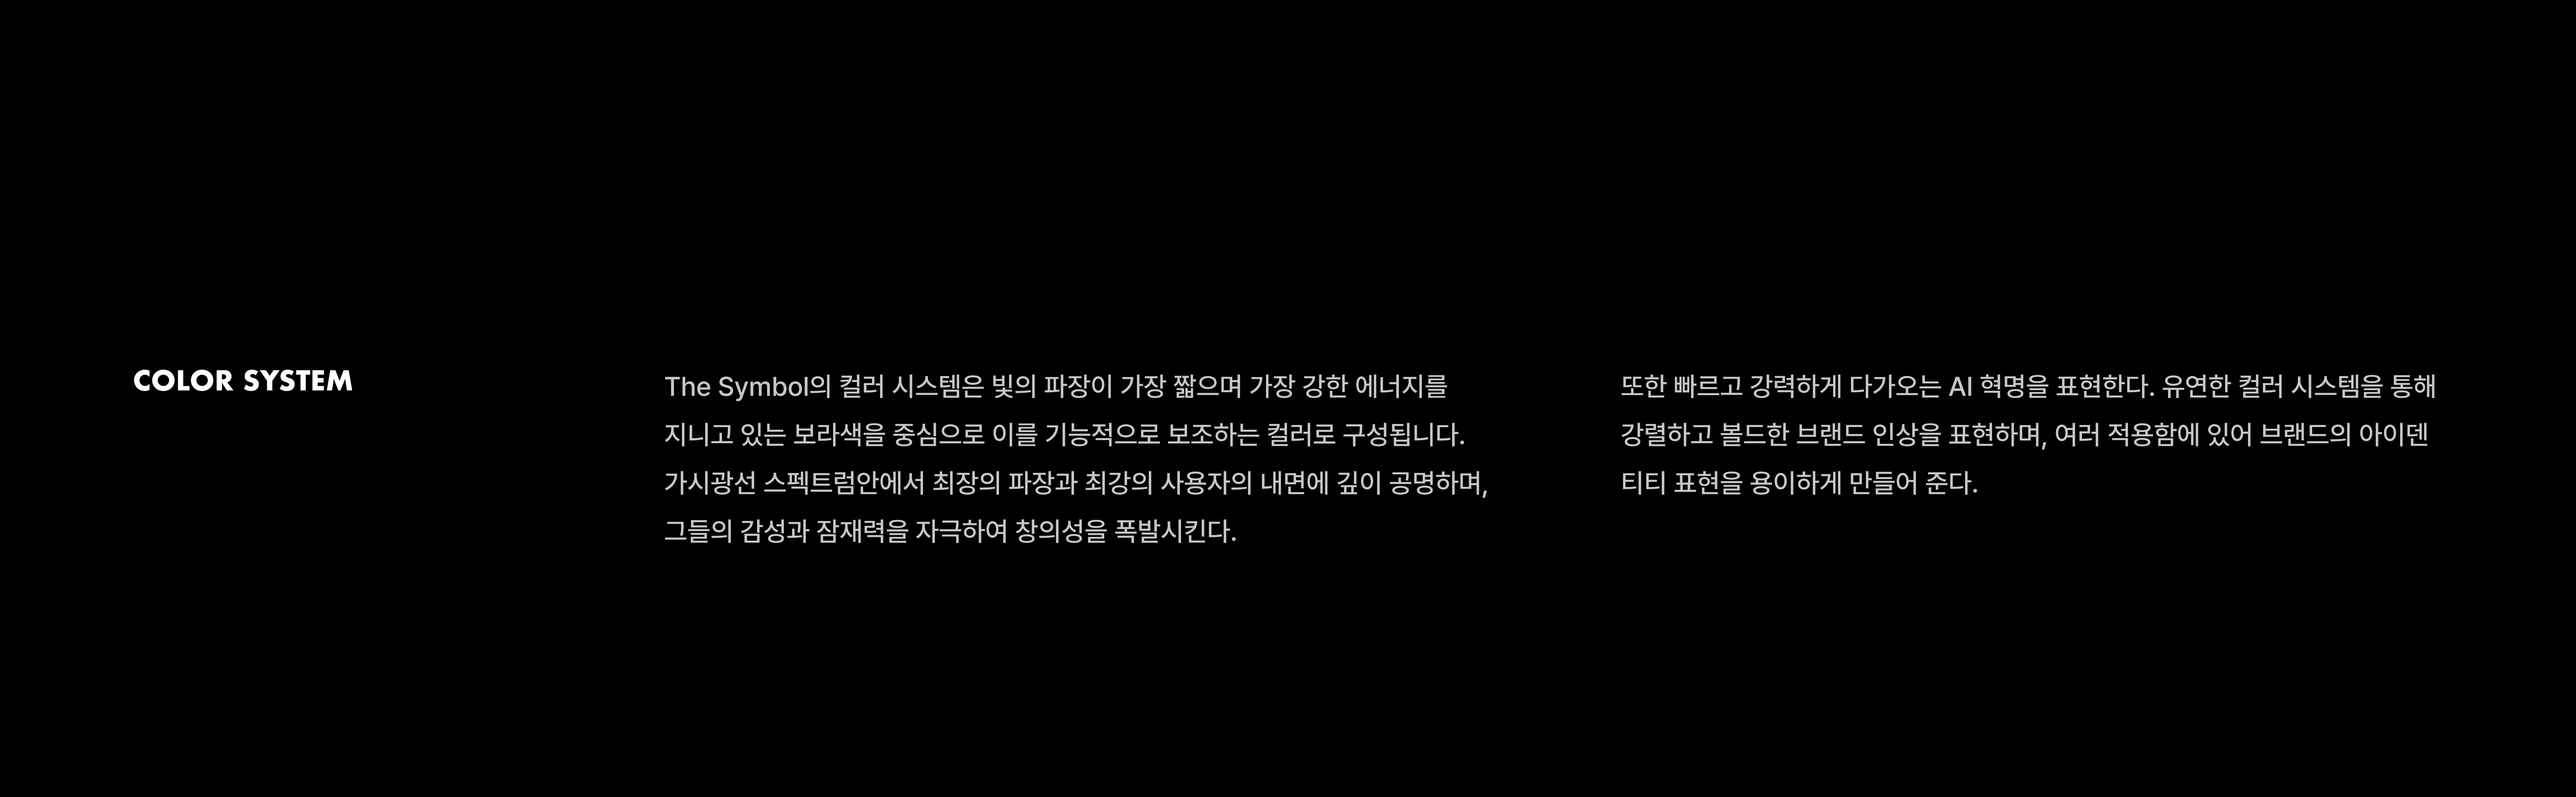 COLOR SYSTEM
The Symbol의 컬러 시스템은 빛의 파장이 가장 짧으며 가장 강한 에너지를
지니고 있는 보라색을 중심으로 이를 기능적으로 보조하는 컬러로 구성됩니다.
가시광선 스펙트럼안에서 최장의 파장과 최강의 사용자의 내면에 깊이 공명하며,
그들의 감성과 잠재력을 자극하여 창의성을 폭발시킨다.
또한 빠르고 강력하게 다가오는 AI 혁명을 표현한다. 유연한 컬러 시스템을 통해
강렬하고 볼드한 브랜드 인상을 표현하며, 여러 적용함에 있어 브랜드의 아이덴
티티 표현을 용이하게 만들어 준다.